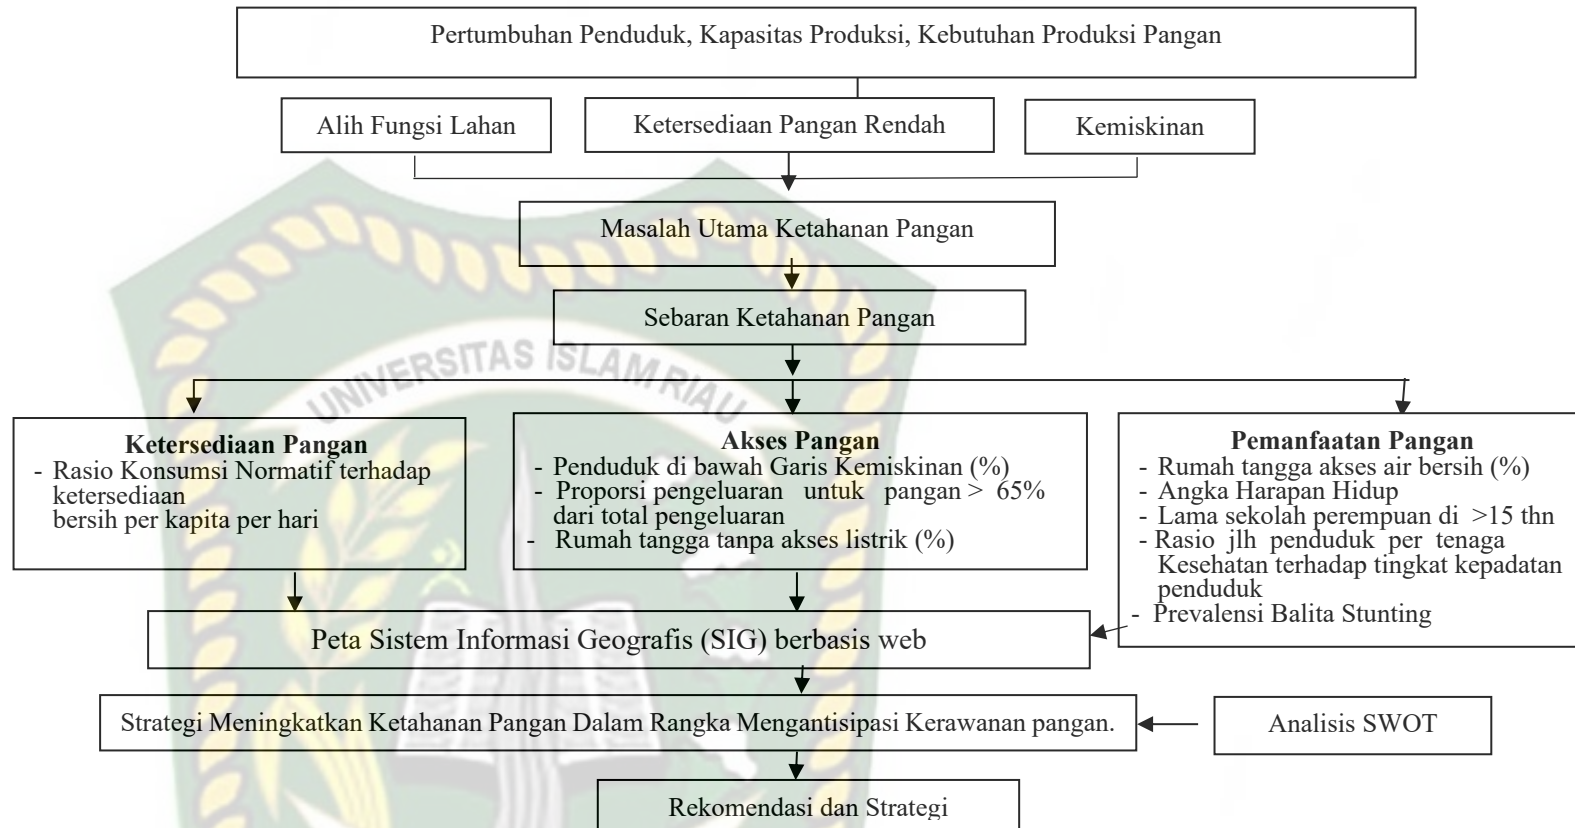 Pertumbuhan Penduduk, Kapasitas Produksi, Kebutuhan Produksi Pangan
Alih Fungsi Lahan
Ketersediaan Pangan Rendah
Kemiskinan
Masalah Utama Ketahanan Pangan
Sebaran Ketahanan Pangan
UNIVERSITAS ISLAM RIAU
Ketersediaan Pangan
- Rasio Konsumsi Normatif terhadap
ketersediaan
bersih per kapita per hari
Akses Pangan
- Penduduk di bawah Garis Kemiskinan (%)
- Proporsi pengeluaran untuk pangan > 65%
dari total pengeluaran
- Rumah tangga tanpa akses listrik (%)
Pemanfaatan Pangan
- Rumah tangga akses air bersih (%)
- Angka Harapan Hidup
- Lama sekolah perempuan di >15 thn
- Rasio jlh penduduk per tenaga
Kesehatan terhadap tingkat kepadatan
penduduk
- Prevalensi Balita Stunting
Peta Sistem Informasi Geografis (SIG) berbasis web
Strategi Meningkatkan Ketahanan Pangan Dalam Rangka Mengantisipasi Kerawanan pangan.
Analisis SWOT
Rekomendasi dan Strategi